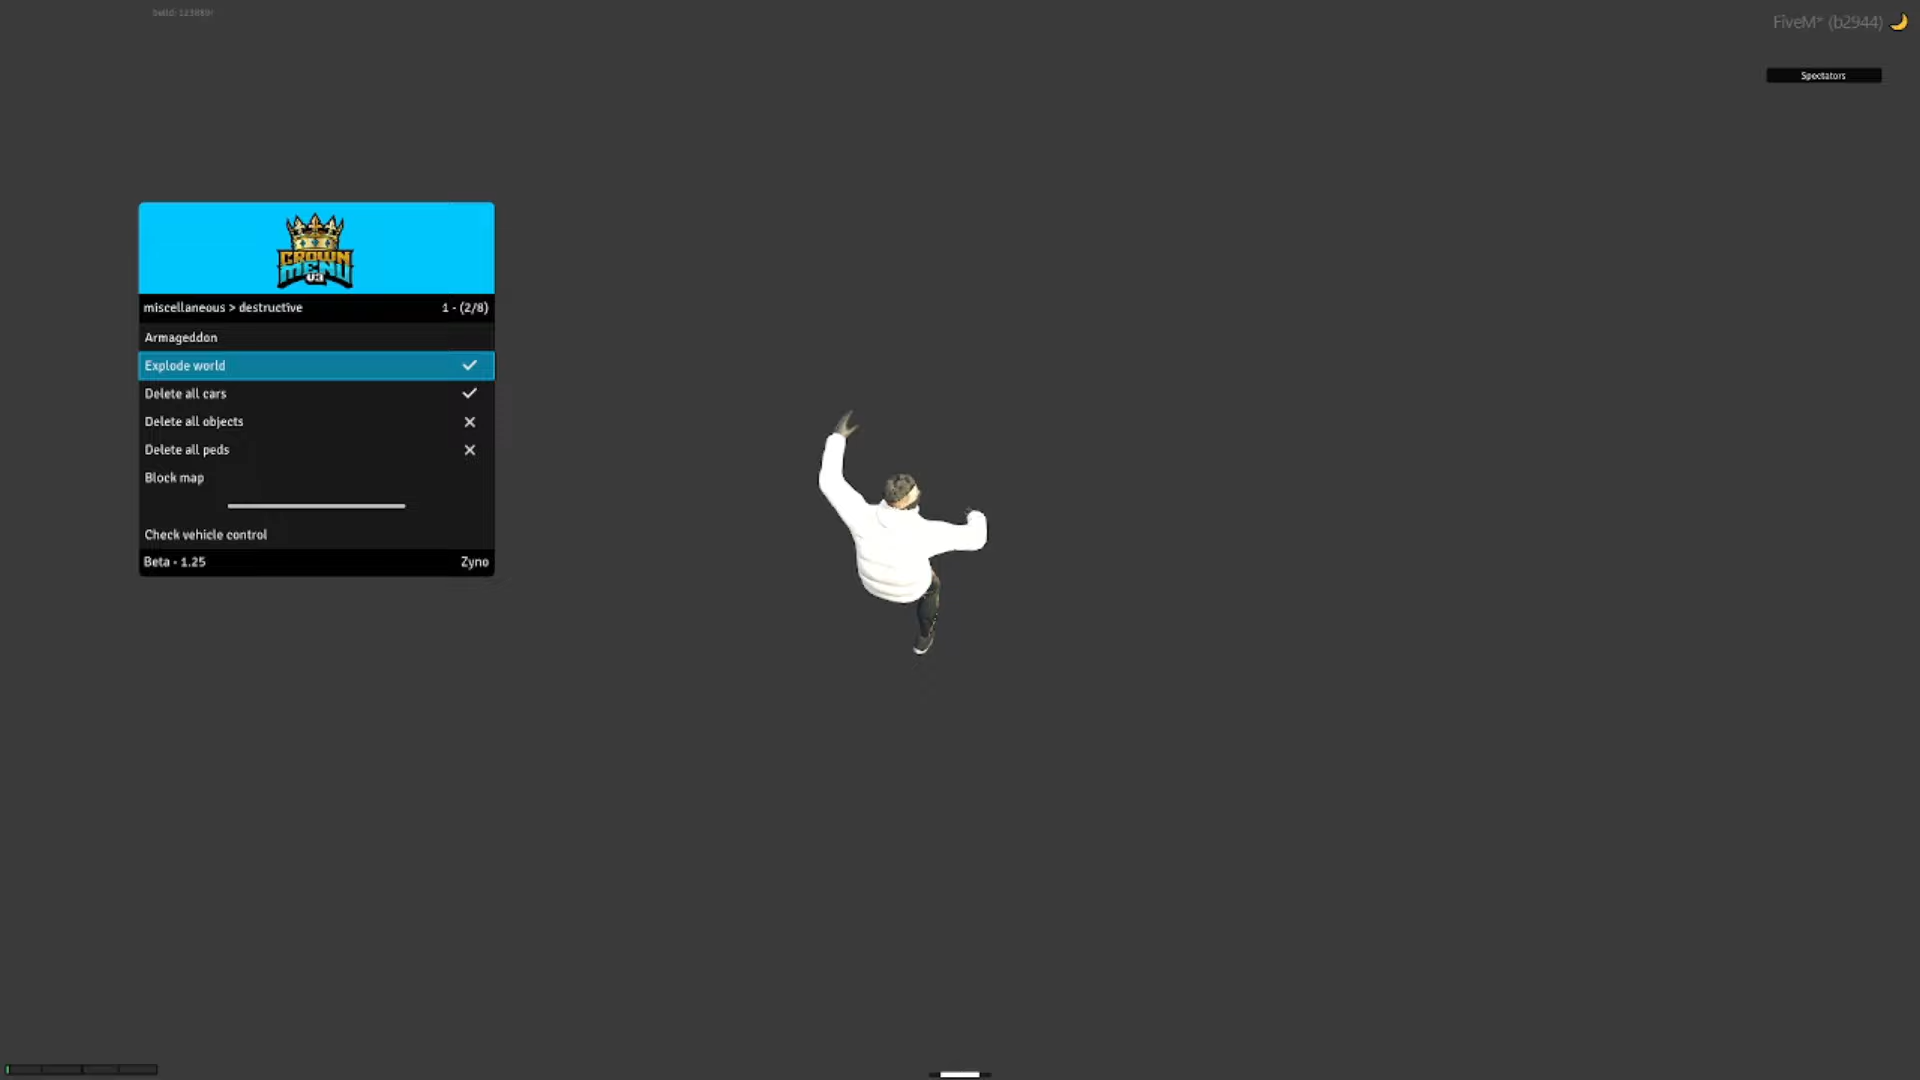 FiveM* (b2944)
Spectators
CROWN
MENU
V3
miscellaneous > destructive 1 - (2/8)
Armageddon
Explode world
Delete all cars
Delete all objects
Delete all peds
Block map
Check vehicle control
Beta - 1.25 Zyno